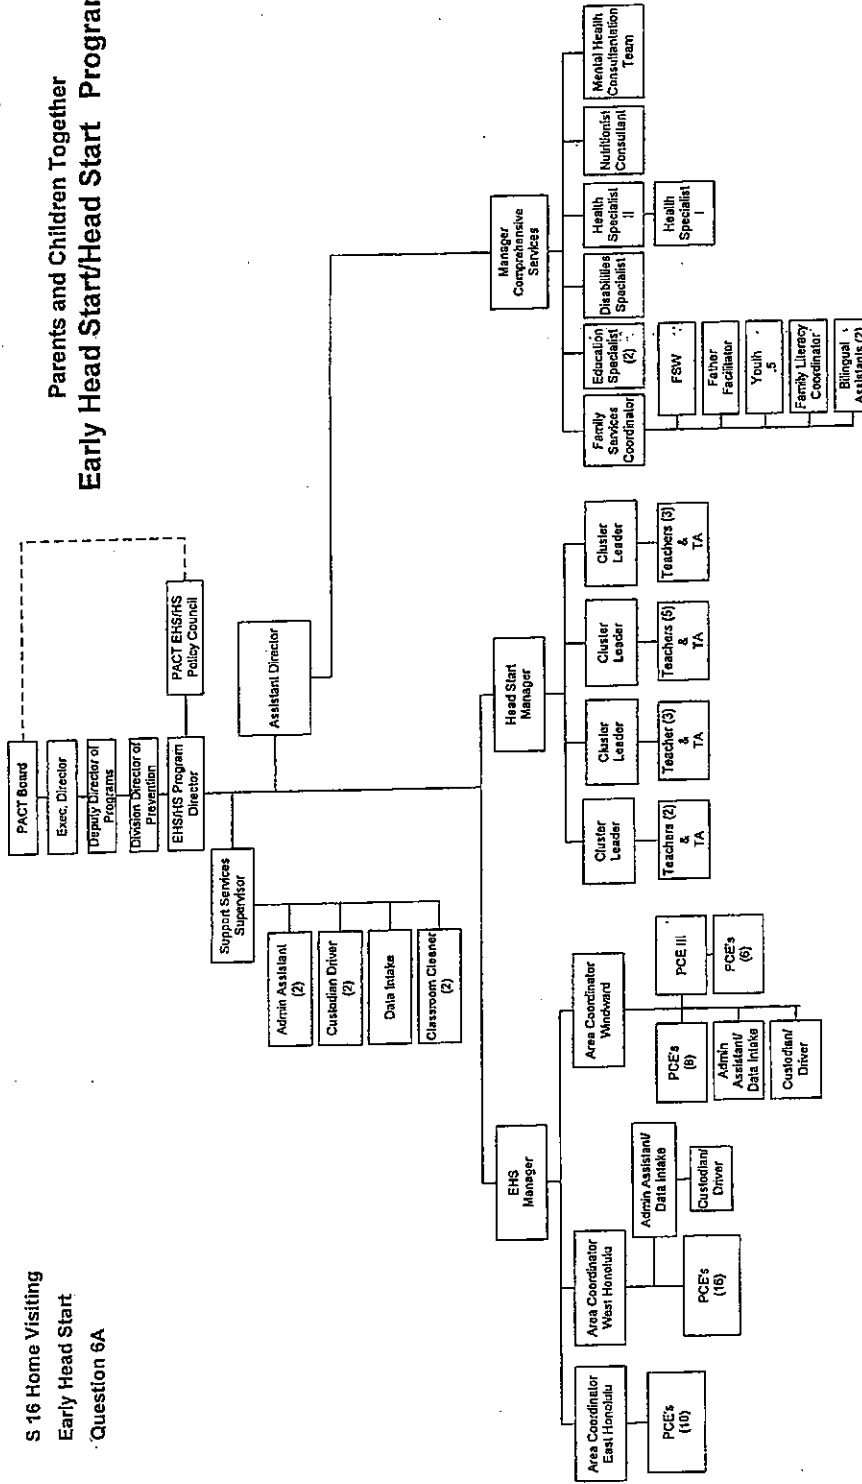 S 16 Home Visiting
Early Head Start
Question 6A
Parents and Children Together
Early Head Start/Head Start Progra
PACT Board
Exec. Director
Deputy Director of
Programs
Division Director of
Prevention
EHS/HS Program
Director
PACT EHS/HS
Policy Council
Support Services
Supervisor
Admin Assistant
(2)
Custodian Driver
(2)
Data Intake
Classroom Cleaner
(2)
Assistant Director
EHS
Manager
Area Coordinator
East Honolulu
PCE's
(10)
Area Coordinator
West Honolulu
Admin Assistant/
Data Intake
Custodian/
Driver
PCE's
(16)
Area Coordinator
Windward
PCE's
(8)
PCE III
PCE's
(6)
Admin
Assistant/
Data Intake
Custodian/
Driver
Head Start
Manager
Cluster
Leader
Teachers (2)
&
TA
Cluster
Leader
Teacher (3)
&
TA
Cluster
Leader
Teachers (5)
&
TA
Cluster
Leader
Teachers (3)
&
TA
Manager
Comprehensive
Services
Family
Services
Coordinator
FSW
Father
Facilitator
Youth
.5
Family Literacy
Coordinator
Bilingual
Assistants (2)
Education
Specialist
(2)
Disabilities
Specialist
Health
Specialist
II
Health
Specialist
I
Nutritionist
Consultant
Mental Health
Consultantation
Team